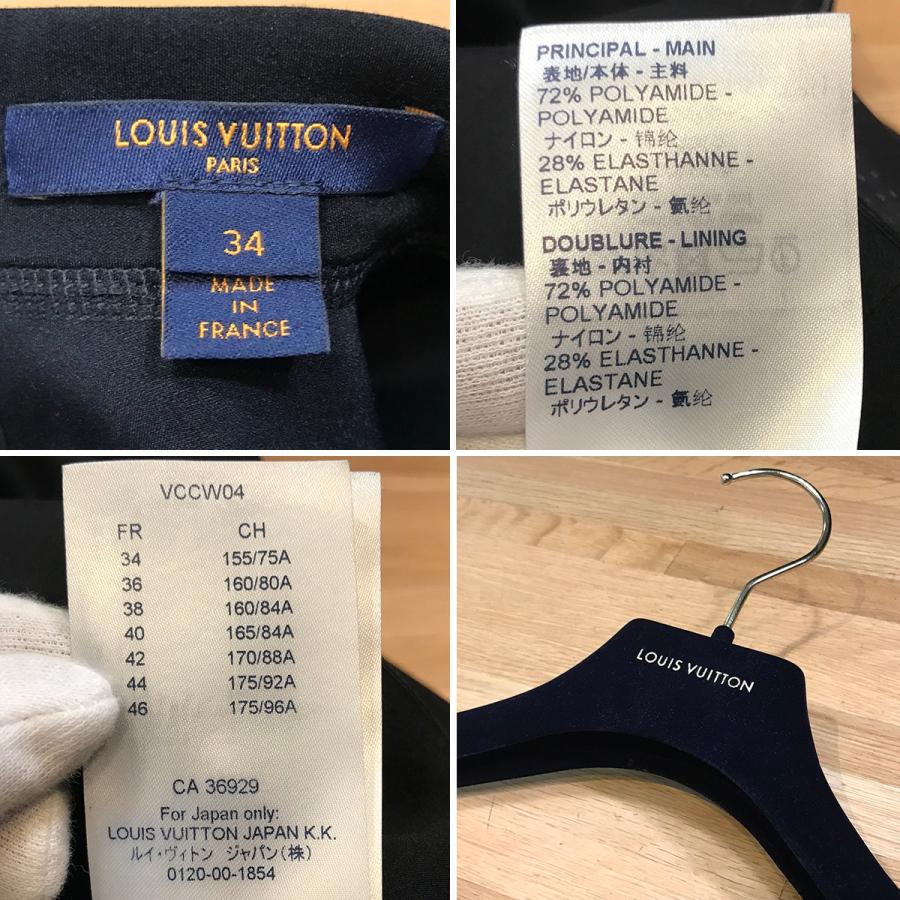 LOUIS VUITTON
PARIS
34
MADE
IN
FRANCE
PRINCIPAL - MAIN
表地/本体 - 主料
72% POLYAMIDE -
POLYAMIDE
ナイロン - 锦纶
28% ELASTHANNE -
ELASTANE
ポリウレタン - 氨纶
DOUBLURE - LINING
裏地 - 内衬
72% POLYAMIDE -
POLYAMIDE
ナイロン - 锦纶
28% ELASTHANNE -
ELASTANE
ポリウレタン - 氨纶
VCCW04
FR CH
34 155/75A
36 160/80A
38 160/84A
40 165/84A
42 170/88A
44 175/92A
46 175/96A
CA 36929
For Japan only:
LOUIS VUITTON JAPAN K.K.
ルイ・ヴィトン ジャパン(株)
0120-00-1854
LOUIS VUITTON